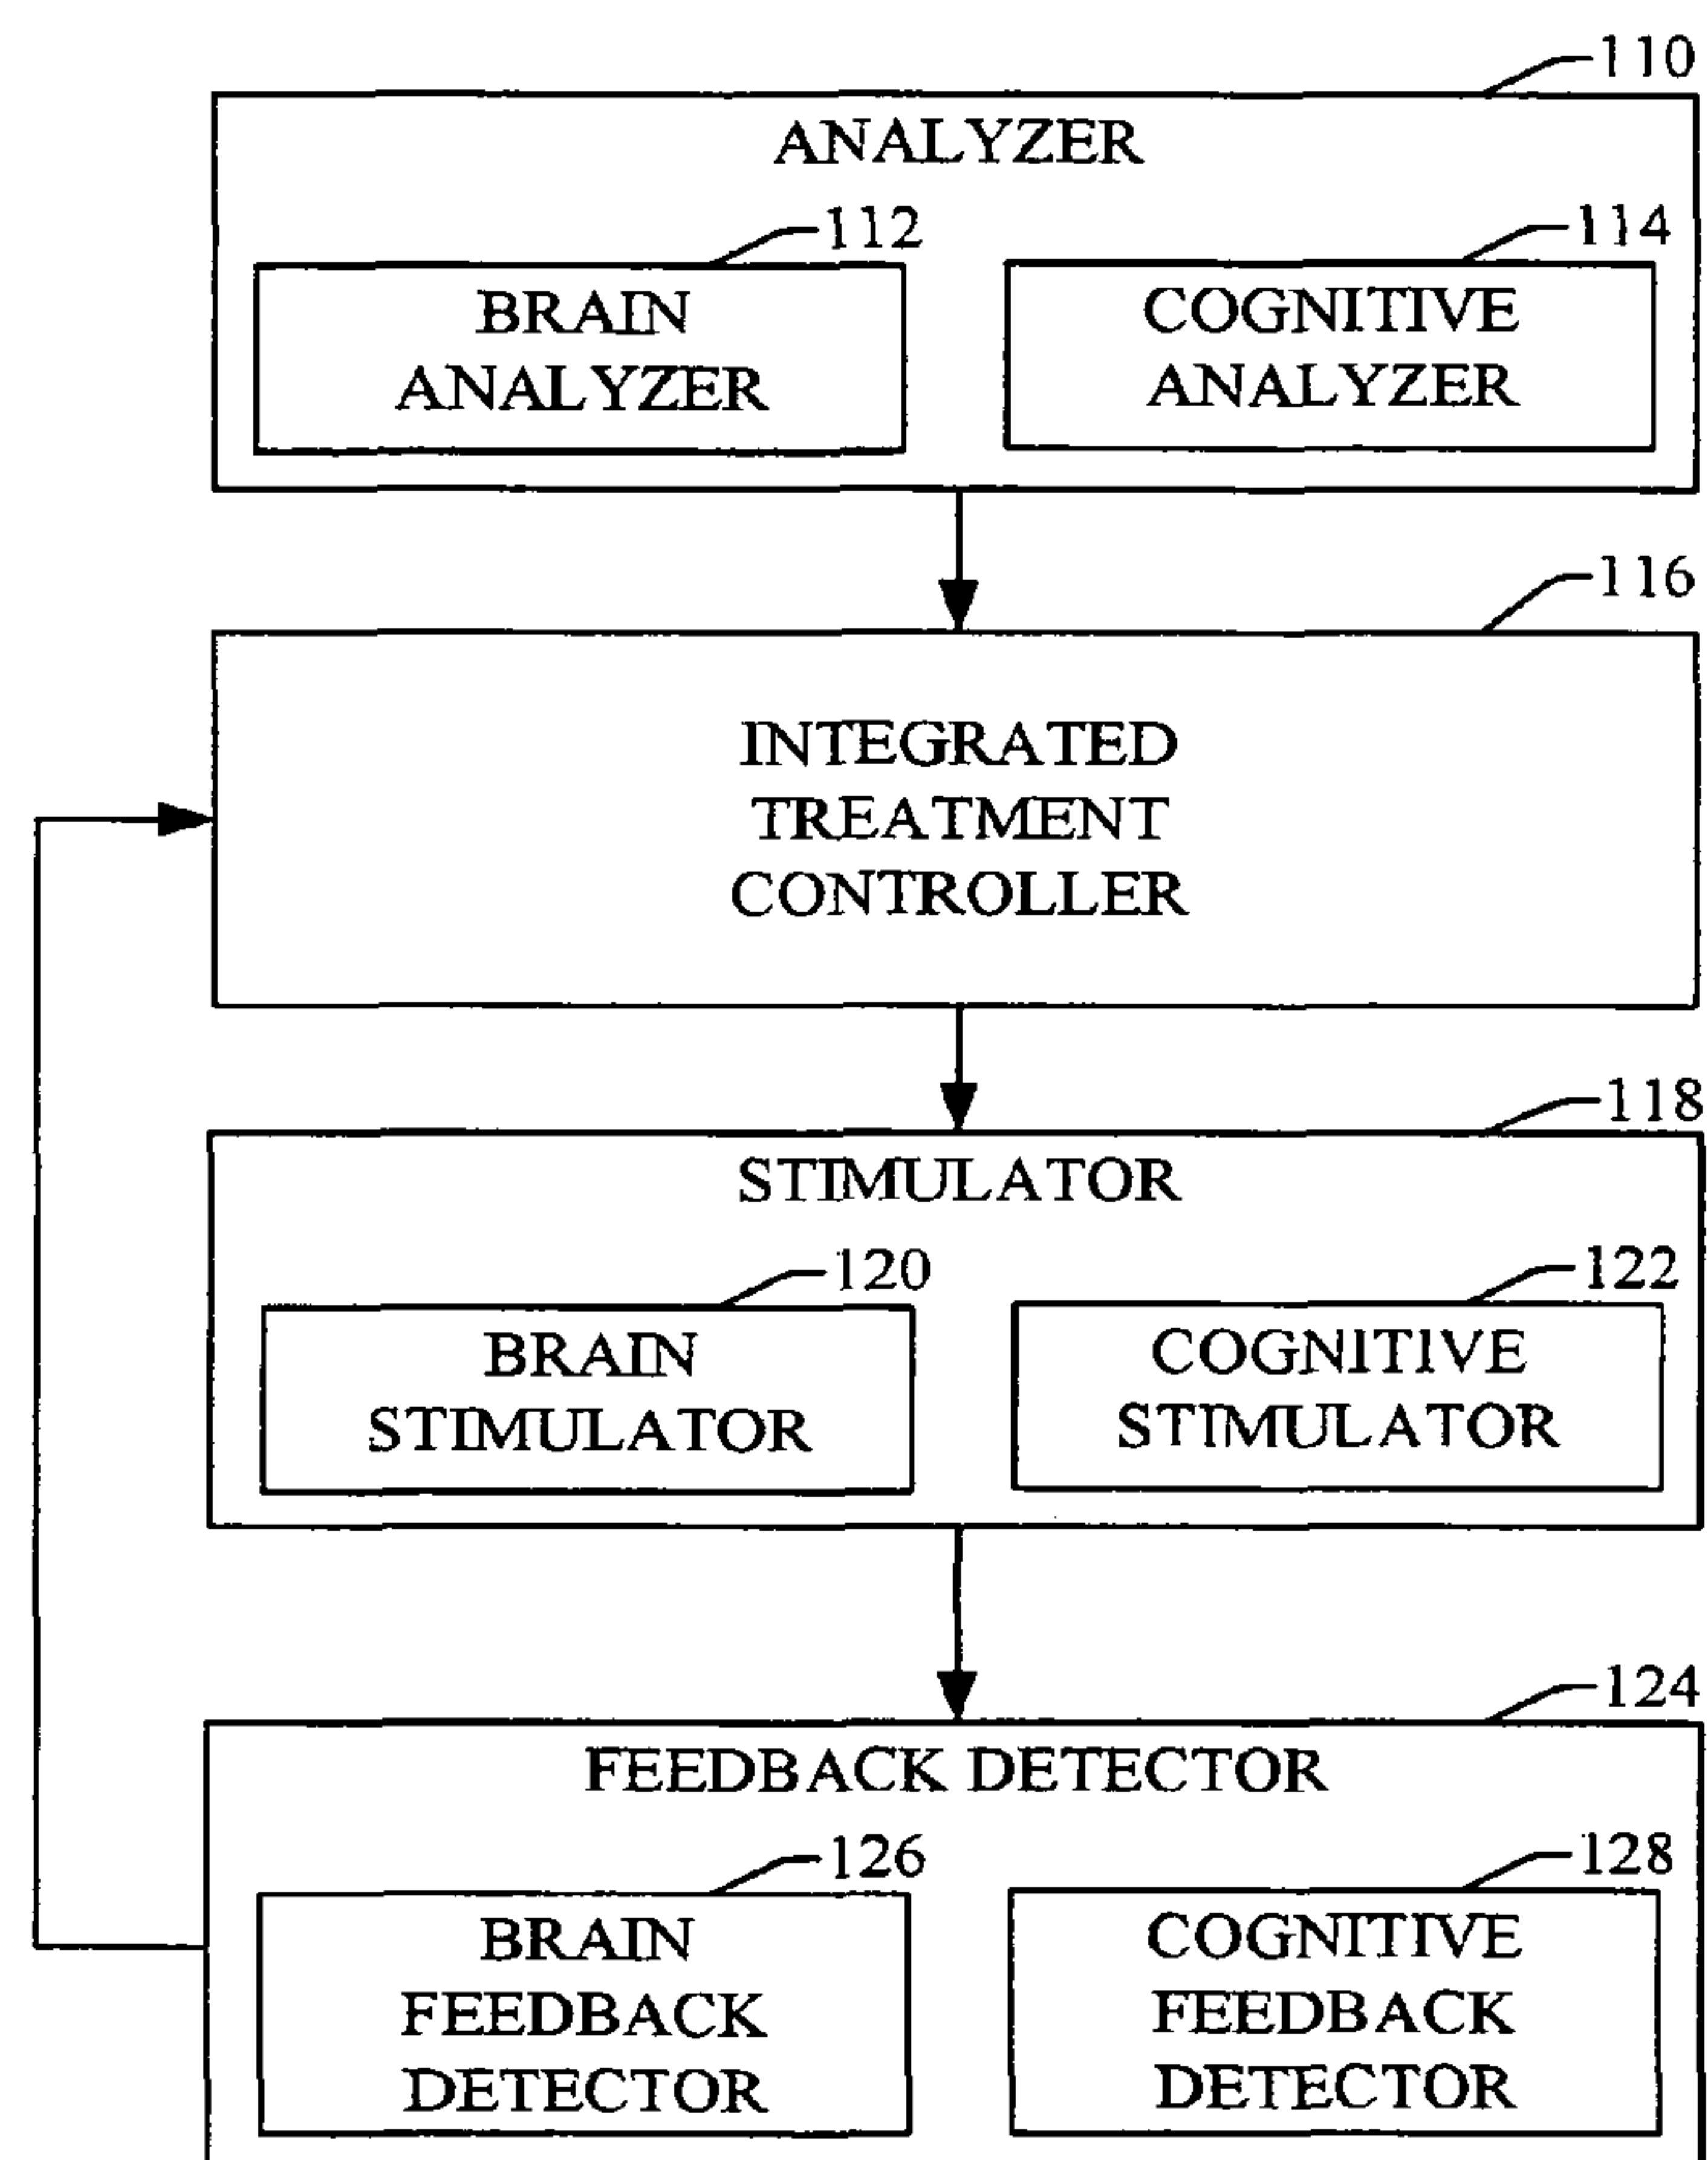 110
ANALYZER
112
114
BRAIN
ANALYZER
COGNITIVE
ANALYZER
116
INTEGRATED
TREATMENT
CONTROLLER
118
STIMULATOR
120
122
BRAIN
STIMULATOR
COGNITIVE
STIMULATOR
124
FEEDBACK DETECTOR
126
128
BRAIN
FEEDBACK
DETECTOR
COGNITIVE
FEEDBACK
DETECTOR